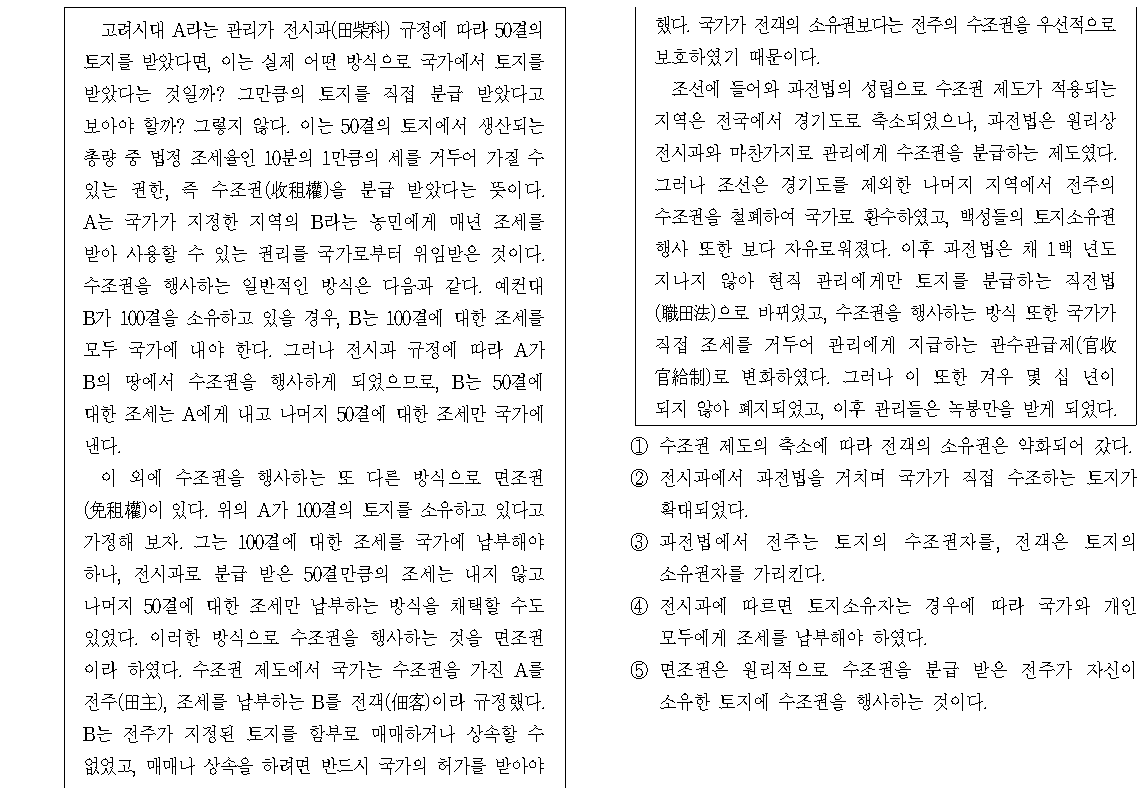 고려시대 A라는 관리가 전시과(田柴科) 규정에 따라 50결의
토지를 받았다면, 이는 실제 어떤 방식으로 국가에서 토지를
받았다는 것일까? 그만큼의 토지를 직접 분급 받았다고
보아야 할까? 그렇지 않다. 이는 50결의 토지에서 생산되는
총량 중 법정 조세율인 10분의 1만큼의 세를 거두어 가질 수
있는 권한, 즉 수조권(收租權)을 분급 받았다는 뜻이다.
A는 국가가 지정한 지역의 B라는 농민에게 매년 조세를
받아 사용할 수 있는 권리를 국가로부터 위임받은 것이다.
수조권을 행사하는 일반적인 방식은 다음과 같다. 예컨대
B가 100결을 소유하고 있을 경우, B는 100결에 대한 조세를
모두 국가에 내야 한다. 그러나 전시과 규정에 따라 A가
B의 땅에서 수조권을 행사하게 되었으므로, B는 50결에
대한 조세는 A에게 내고 나머지 50결에 대한 조세만 국가에
낸다.
이 외에 수조권을 행사하는 또 다른 방식으로 면조권
(免租權)이 있다. 위의 A가 100결의 토지를 소유하고 있다고
가정해 보자. 그는 100결에 대한 조세를 국가에 납부해야
하나, 전시과로 분급 받은 50결만큼의 조세는 내지 않고
나머지 50결에 대한 조세만 납부하는 방식을 채택할 수도
있었다. 이러한 방식으로 수조권을 행사하는 것을 면조권
이라 하였다. 수조권 제도에서 국가는 수조권을 가진 A를
전주(田主), 조세를 납부하는 B를 전객(佃客)이라 규정했다.
B는 전주가 지정된 토지를 함부로 매매하거나 상속할 수
없었고, 매매나 상속을 하려면 반드시 국가의 허가를 받아야
했다. 국가가 전객의 소유권보다는 전주의 수조권을 우선적으로
보호하였기 때문이다.
조선에 들어와 과전법의 성립으로 수조권 제도가 적용되는
지역은 전국에서 경기도로 축소되었으나, 과전법은 원리상
전시과와 마찬가지로 관리에게 수조권을 분급하는 제도였다.
그러나 조선은 경기도를 제외한 나머지 지역에서 전주의
수조권을 철폐하여 국가로 환수하였고, 백성들의 토지소유권
행사 또한 보다 자유로워졌다. 이후 과전법은 채 1백 년도
지나지 않아 현직 관리에게만 토지를 분급하는 직전법
(職田法)으로 바뀌었고, 수조권을 행사하는 방식 또한 국가가
직접 조세를 거두어 관리에게 지급하는 관수관급제(官收
官給制)로 변화하였다. 그러나 이 또한 겨우 몇 십 년이
되지 않아 폐지되었고, 이후 관리들은 녹봉만을 받게 되었다.
① 수조권 제도의 축소에 따라 전객의 소유권은 약화되어 갔다.
② 전시과에서 과전법을 거치며 국가가 직접 수조하는 토지가
확대되었다.
③ 과전법에서 전주는 토지의 수조권자를, 전객은 토지의
소유권자를 가리킨다.
④ 전시과에 따르면 토지소유자는 경우에 따라 국가와 개인
모두에게 조세를 납부해야 하였다.
⑤ 면조권은 원리적으로 수조권을 분급 받은 전주가 자신이
소유한 토지에 수조권을 행사하는 것이다.